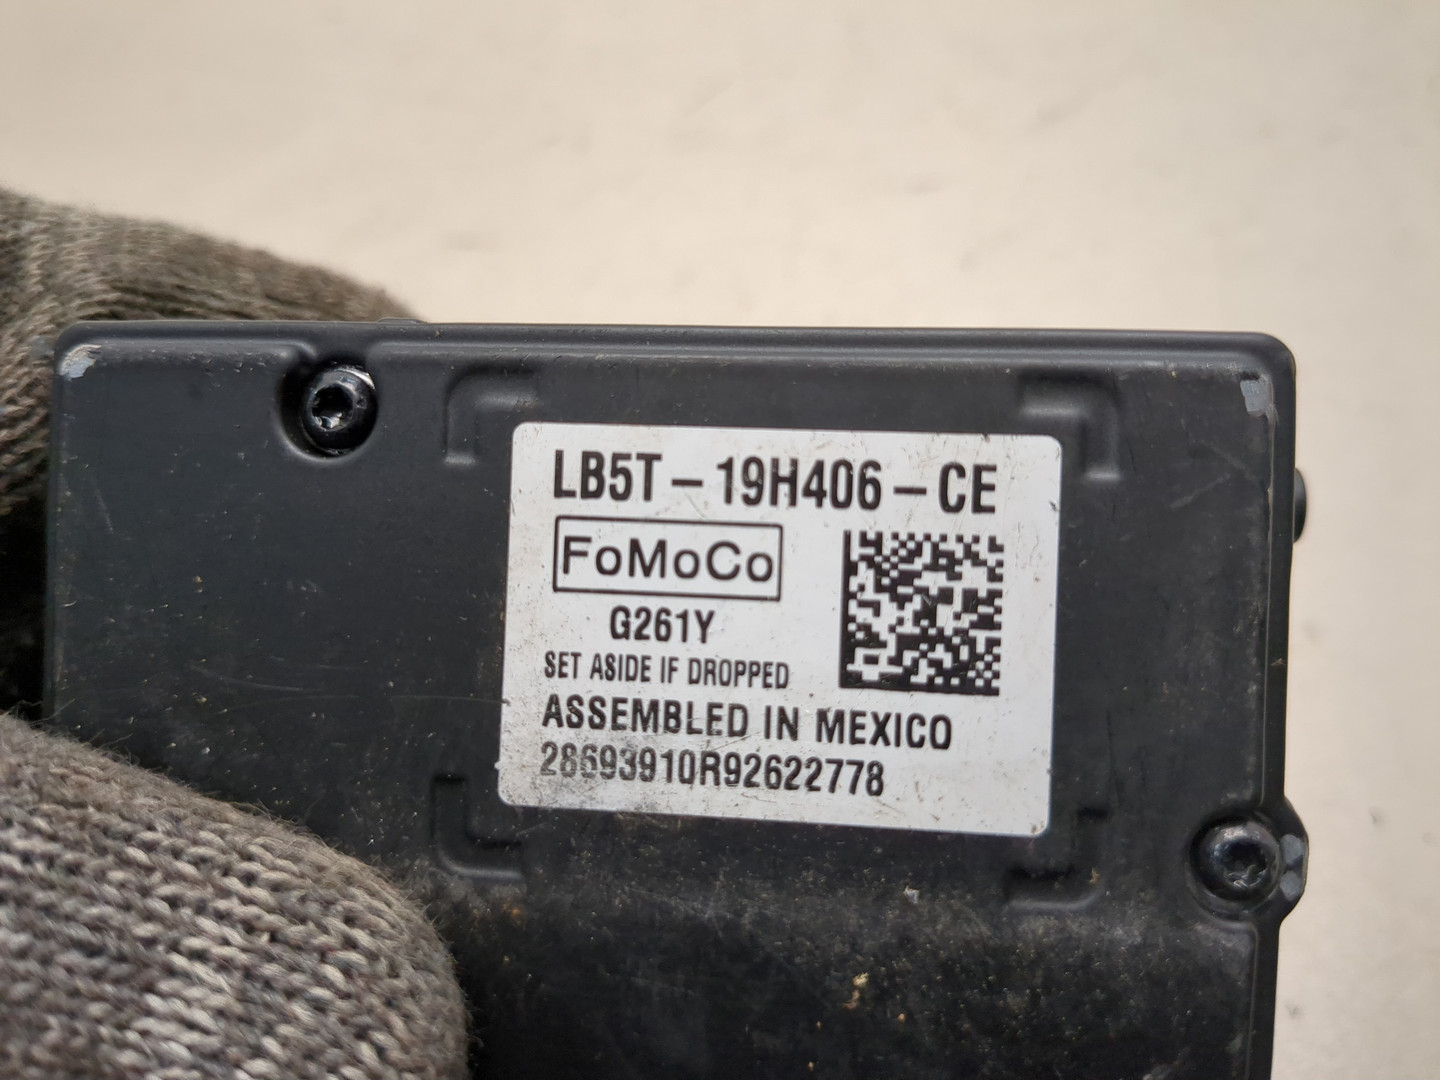 LB5T – 19H406 – CE
FoMoCo
G261Y
SET ASIDE IF DROPPED
ASSEMBLED IN MEXICO
28693910R92622778